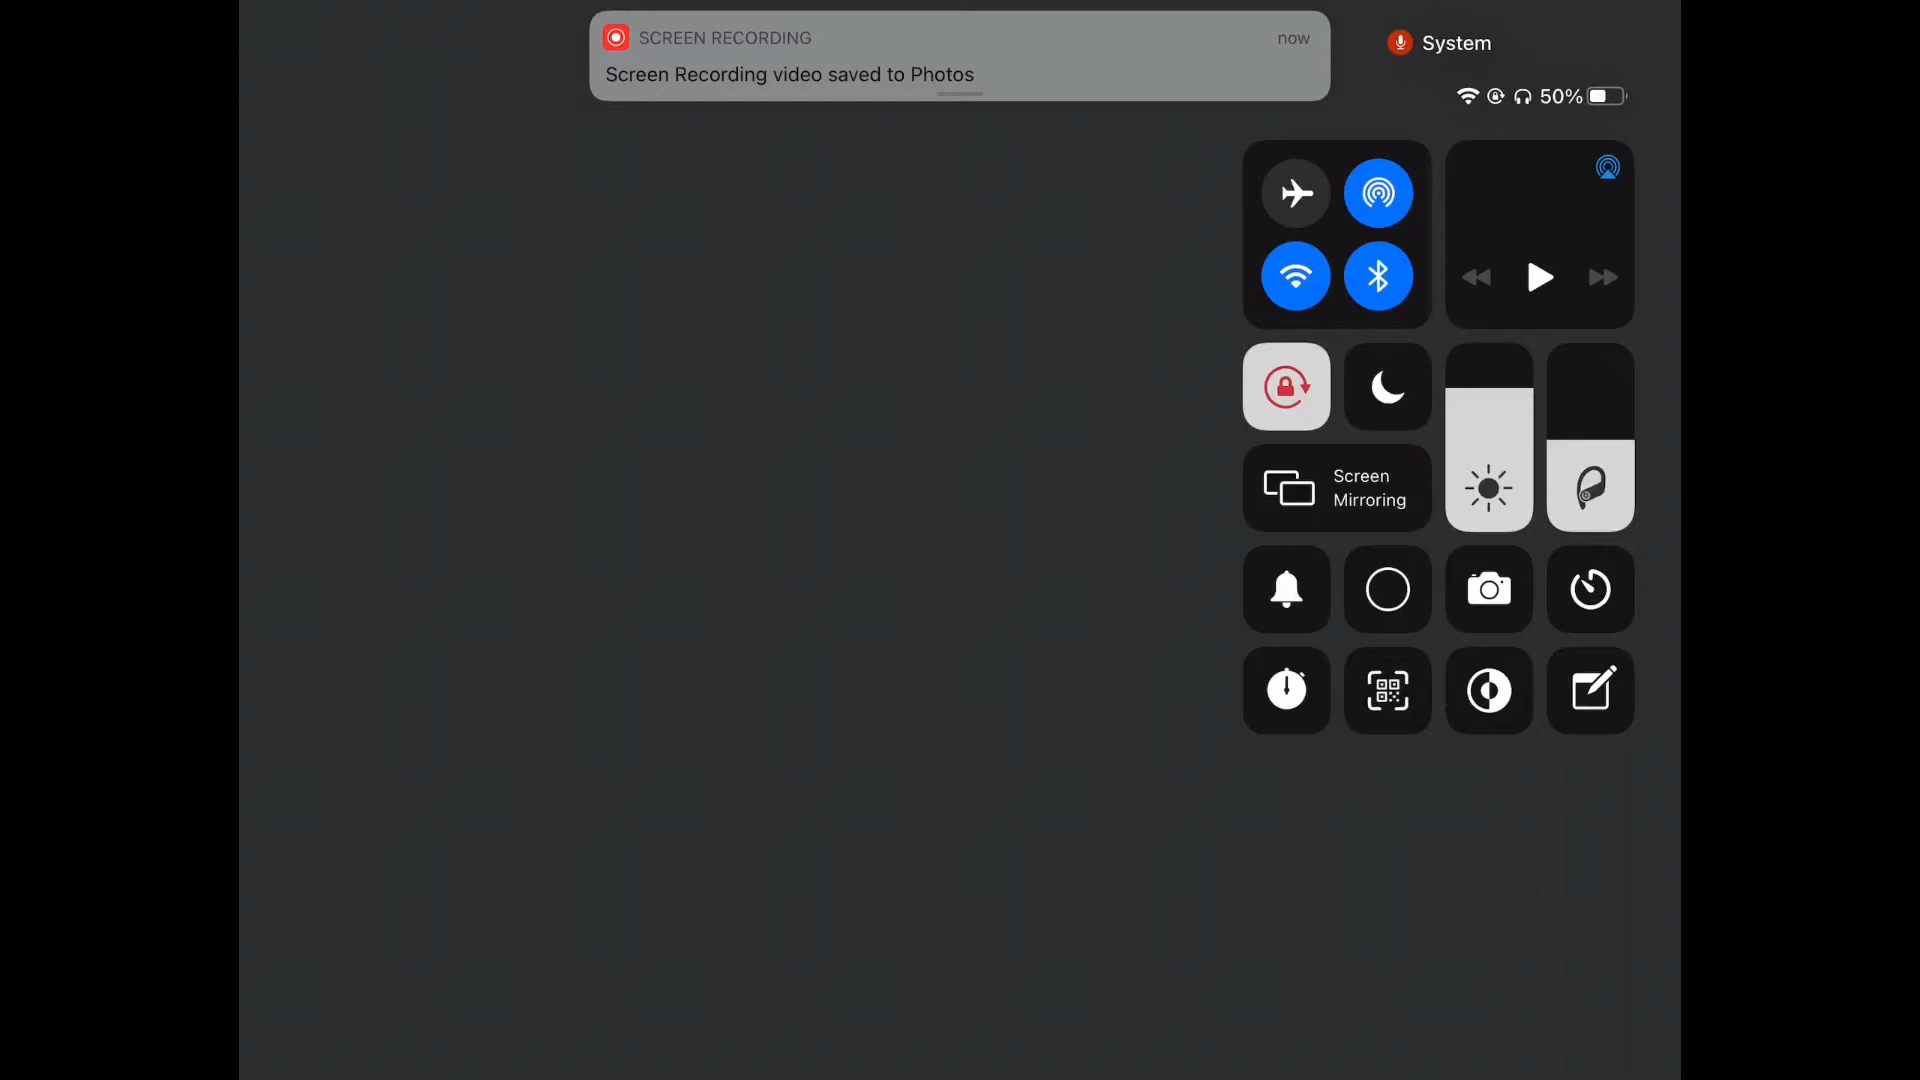 SCREEN RECORDING now
Screen Recording video saved to Photos
System
50%
Screen
Mirroring